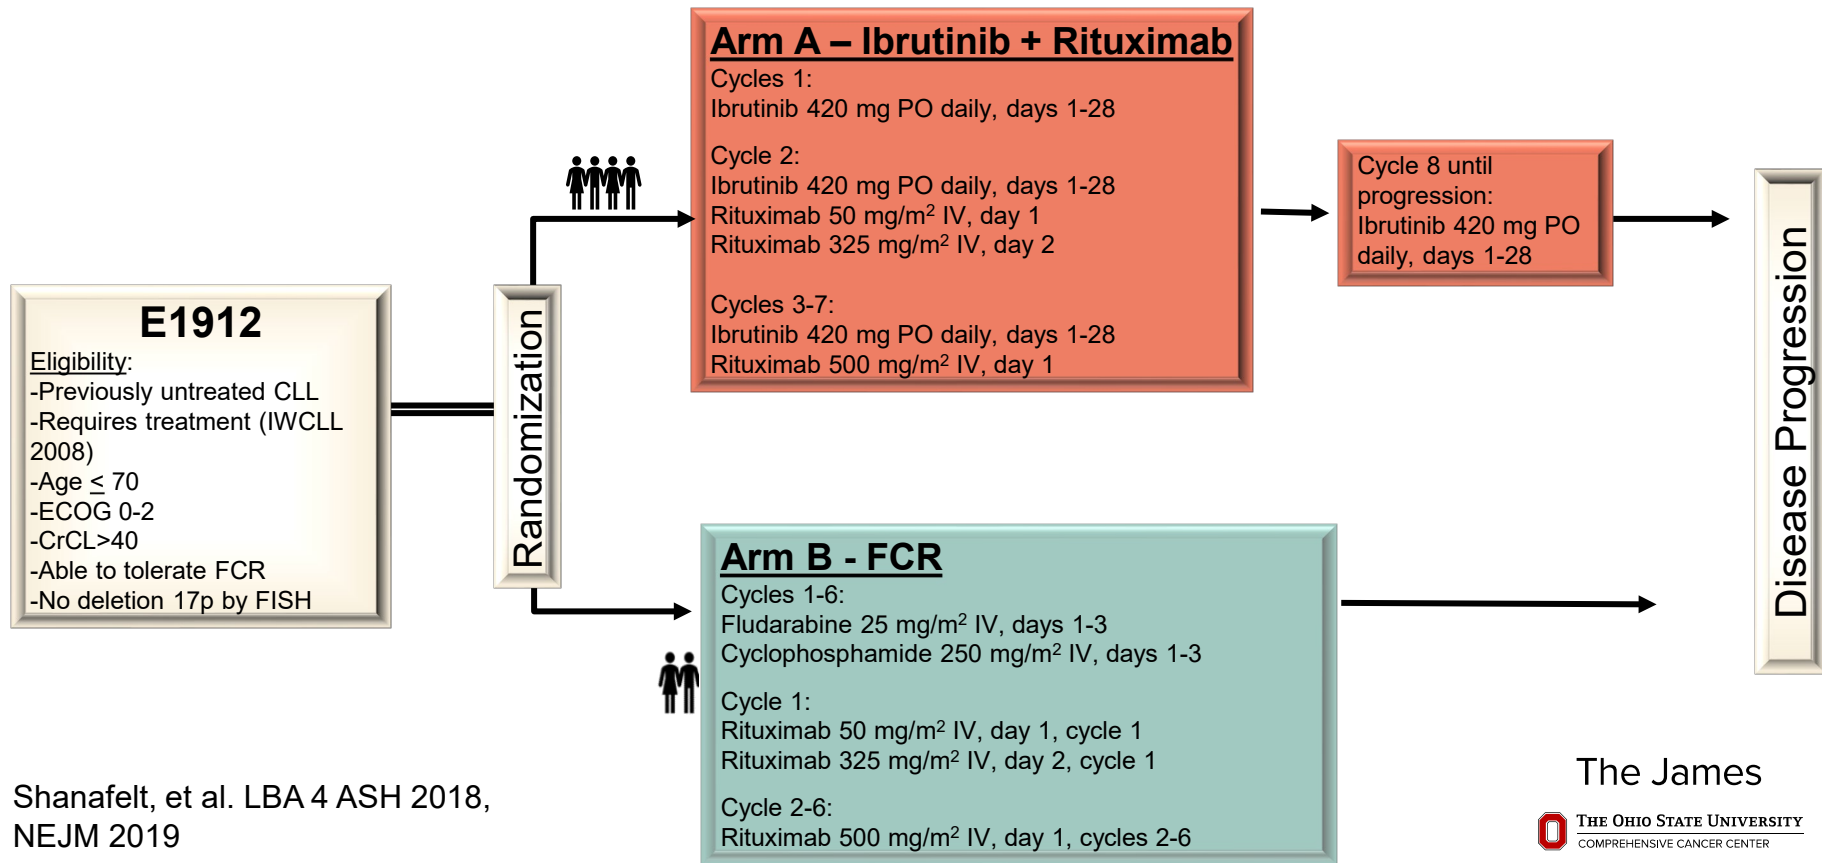 E1912
Eligibility:
-Previously untreated CLL
-Requires treatment (IWCLL
2008)
-Age ≤ 70
-ECOG 0-2
-CrCL>40
-Able to tolerate FCR
-No deletion 17p by FISH
Randomization
Arm A – Ibrutinib + Rituximab
Cycles 1:
Ibrutinib 420 mg PO daily, days 1-28
Cycle 2:
Ibrutinib 420 mg PO daily, days 1-28
Rituximab 50 mg/m² IV, day 1
Rituximab 325 mg/m² IV, day 2
Cycles 3-7:
Ibrutinib 420 mg PO daily, days 1-28
Rituximab 500 mg/m² IV, day 1
Cycle 8 until
progression:
Ibrutinib 420 mg PO
daily, days 1-28
Arm B - FCR
Cycles 1-6:
Fludarabine 25 mg/m² IV, days 1-3
Cyclophosphamide 250 mg/m² IV, days 1-3
Cycle 1:
Rituximab 50 mg/m² IV, day 1, cycle 1
Rituximab 325 mg/m² IV, day 2, cycle 1
Cycle 2-6:
Rituximab 500 mg/m² IV, day 1, cycles 2-6
Disease Progression
Shanafelt, et al. LBA 4 ASH 2018,
NEJM 2019
The James
THE OHIO STATE UNIVERSITY
COMPREHENSIVE CANCER CENTER